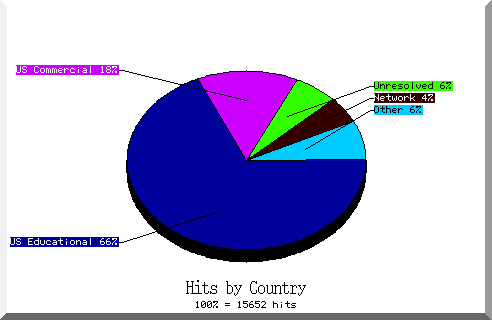 US Commercial 18%
Unresolved 6%
Network 4%
Other 6%
US Educational 66%
Hits by Country
100% = 15652 hits